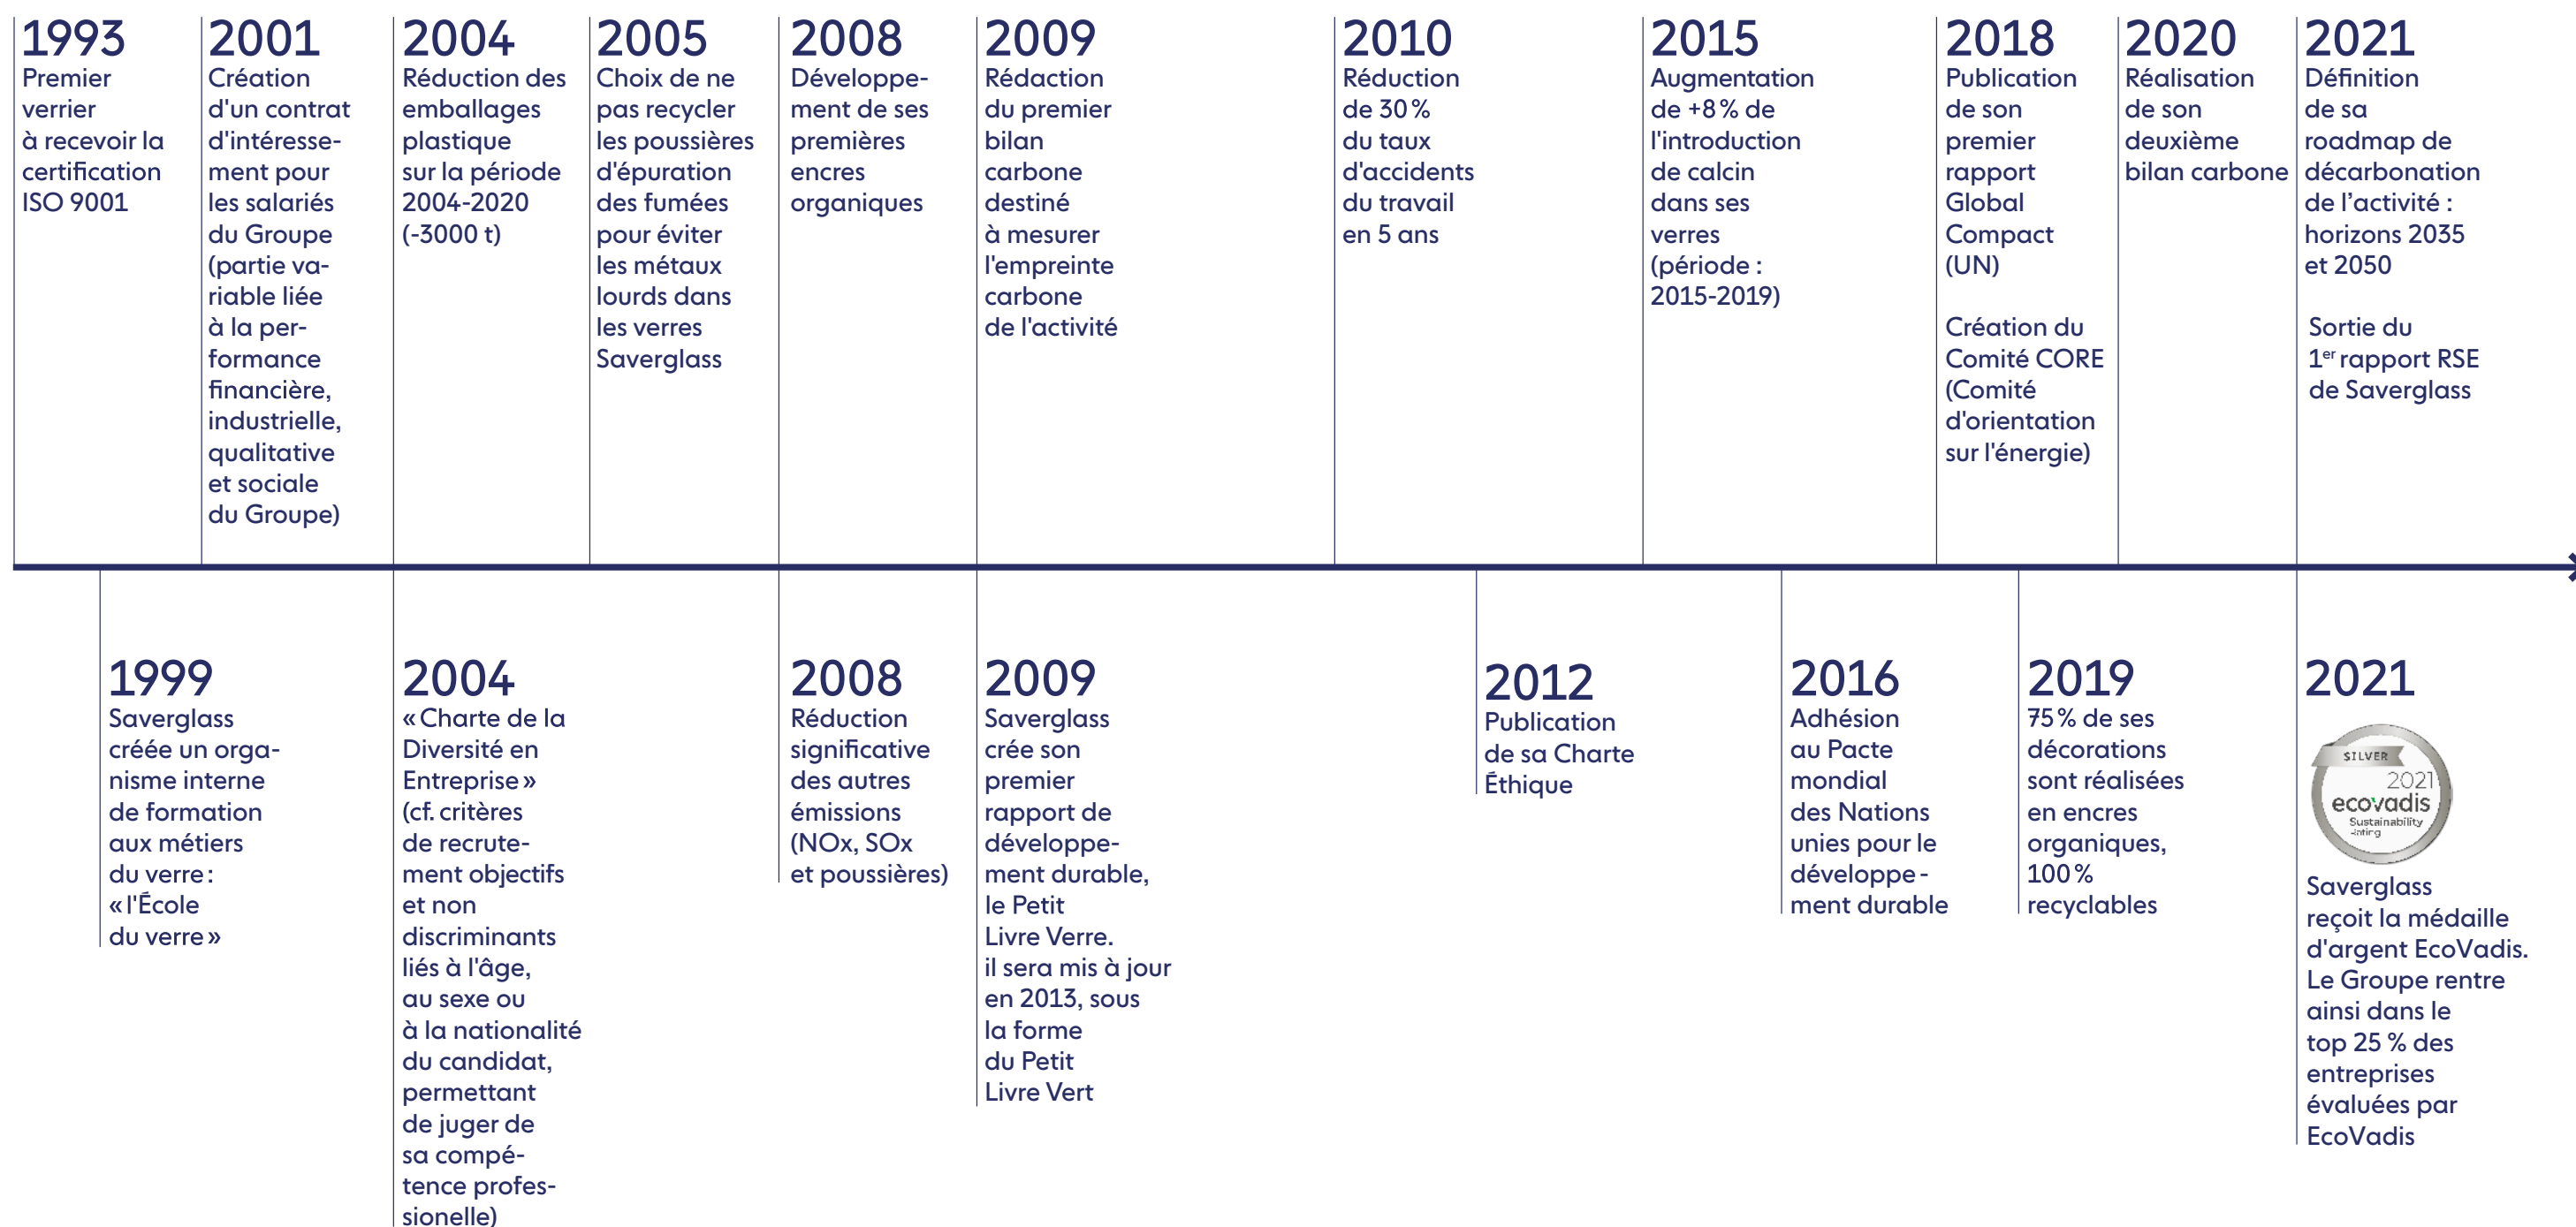 1993
Premier
verrier
à recevoir la
certification
ISO 9001
2001
Création
d'un contrat
d'intéresse-
ment pour
les salariés
du Groupe
(partie va-
riable liée
à la per-
formance
financière,
industrielle,
qualitative
et sociale
du Groupe)
2004
Réduction des
emballages
plastique
sur la période
2004-2020
(-3000 t)
2005
Choix de ne
pas recycler
les poussières
d'épuration
des fumées
pour éviter
les métaux
lourds dans
les verres
Saverglass
2008
Développe-
ment de ses
premières
encres
organiques
2009
Rédaction
du premier
bilan
carbone
destiné
à mesurer
l'empreinte
carbone
de l'activité
2010
Réduction
de 30 %
du taux
d'accidents
du travail
en 5 ans
2015
Augmentation
de +8 % de
l'introduction
de calcin
dans ses
verres
(période :
2015-2019)
2018
Publication
de son
premier
rapport
Global
Compact
(UN)
Création du
Comité CORE
(Comité
d'orientation
sur l'énergie)
2020
Réalisation
de son
deuxième
bilan carbone
2021
Définition
de sa
roadmap de
décarbonation
de l’activité :
horizons 2035
et 2050
Sortie du
1er rapport RSE
de Saverglass
1999
Saverglass
créée un orga-
nisme interne
de formation
aux métiers
du verre :
« l'École
du verre »
2004
« Charte de la
Diversité en
Entreprise »
(cf. critères
de recrute-
ment objectifs
et non
discriminants
liés à l'âge,
au sexe ou
à la nationalité
du candidat,
permettant
de juger de
sa compé-
tence profes-
sionelle)
2008
Réduction
significative
des autres
émissions
(NOx, SOx
et poussières)
2009
Saverglass
crée son
premier
rapport de
développe-
ment durable,
le Petit
Livre Verre.
il sera mis à jour
en 2013, sous
la forme
du Petit
Livre Vert
2012
Publication
de sa Charte
Éthique
2016
Adhésion
au Pacte
mondial
des Nations
unies pour le
développe -
ment durable
2019
75 % de ses
décorations
sont réalisées
en encres
organiques,
100 %
recyclables
2021
SILVER
2021
ecovadis
Sustainability
Rating
Saverglass
reçoit la médaille
d'argent EcoVadis.
Le Groupe rentre
ainsi dans le
top 25 % des
entreprises
évaluées par
EcoVadis